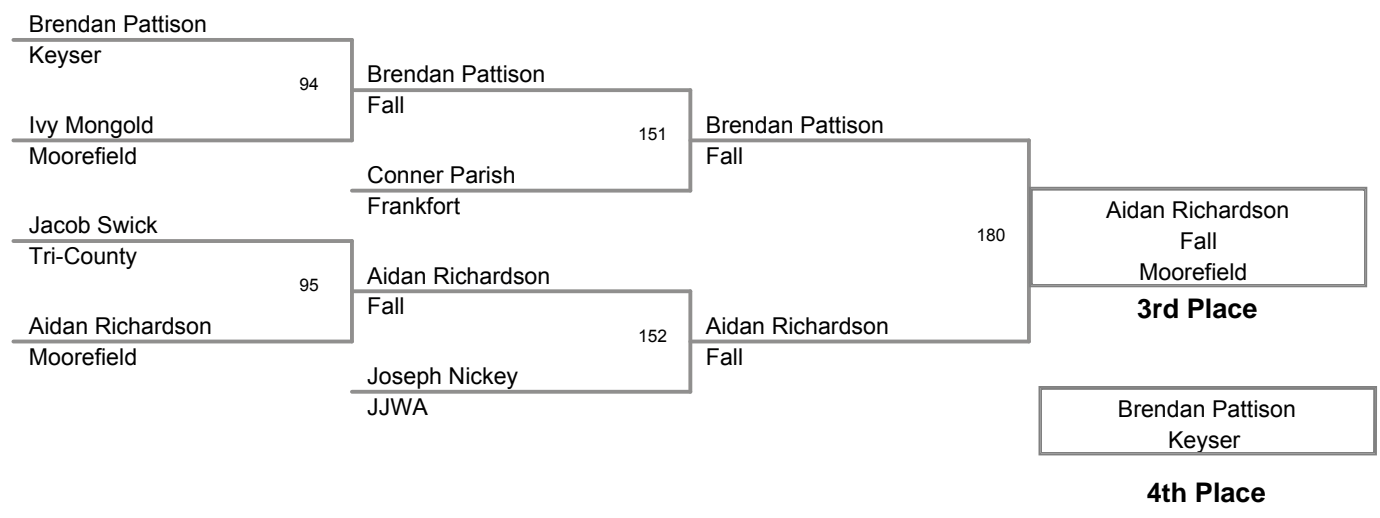 Brendan Pattison
Keyser
94
Ivy Mongold
Moorefield
Jacob Swick
Tri-County
95
Aidan Richardson
Moorefield
Brendan Pattison
Fall
151
Conner Parish
Frankfort
Aidan Richardson
Fall
152
Joseph Nickey
JJWA
Brendan Pattison
Fall
180
Aidan Richardson
Fall
Aidan Richardson
Fall
Moorefield
3rd Place
Brendan Pattison
Keyser
4th Place